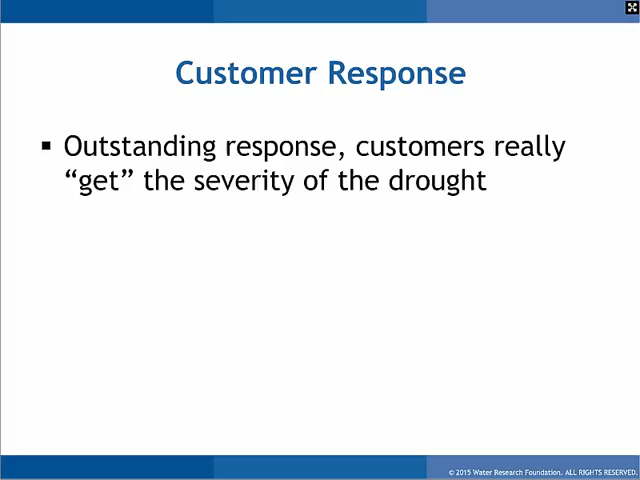 Customer Response
▪ Outstanding response, customers really
“get” the severity of the drought
© 2015 Water Research Foundation. ALL RIGHTS RESERVED.